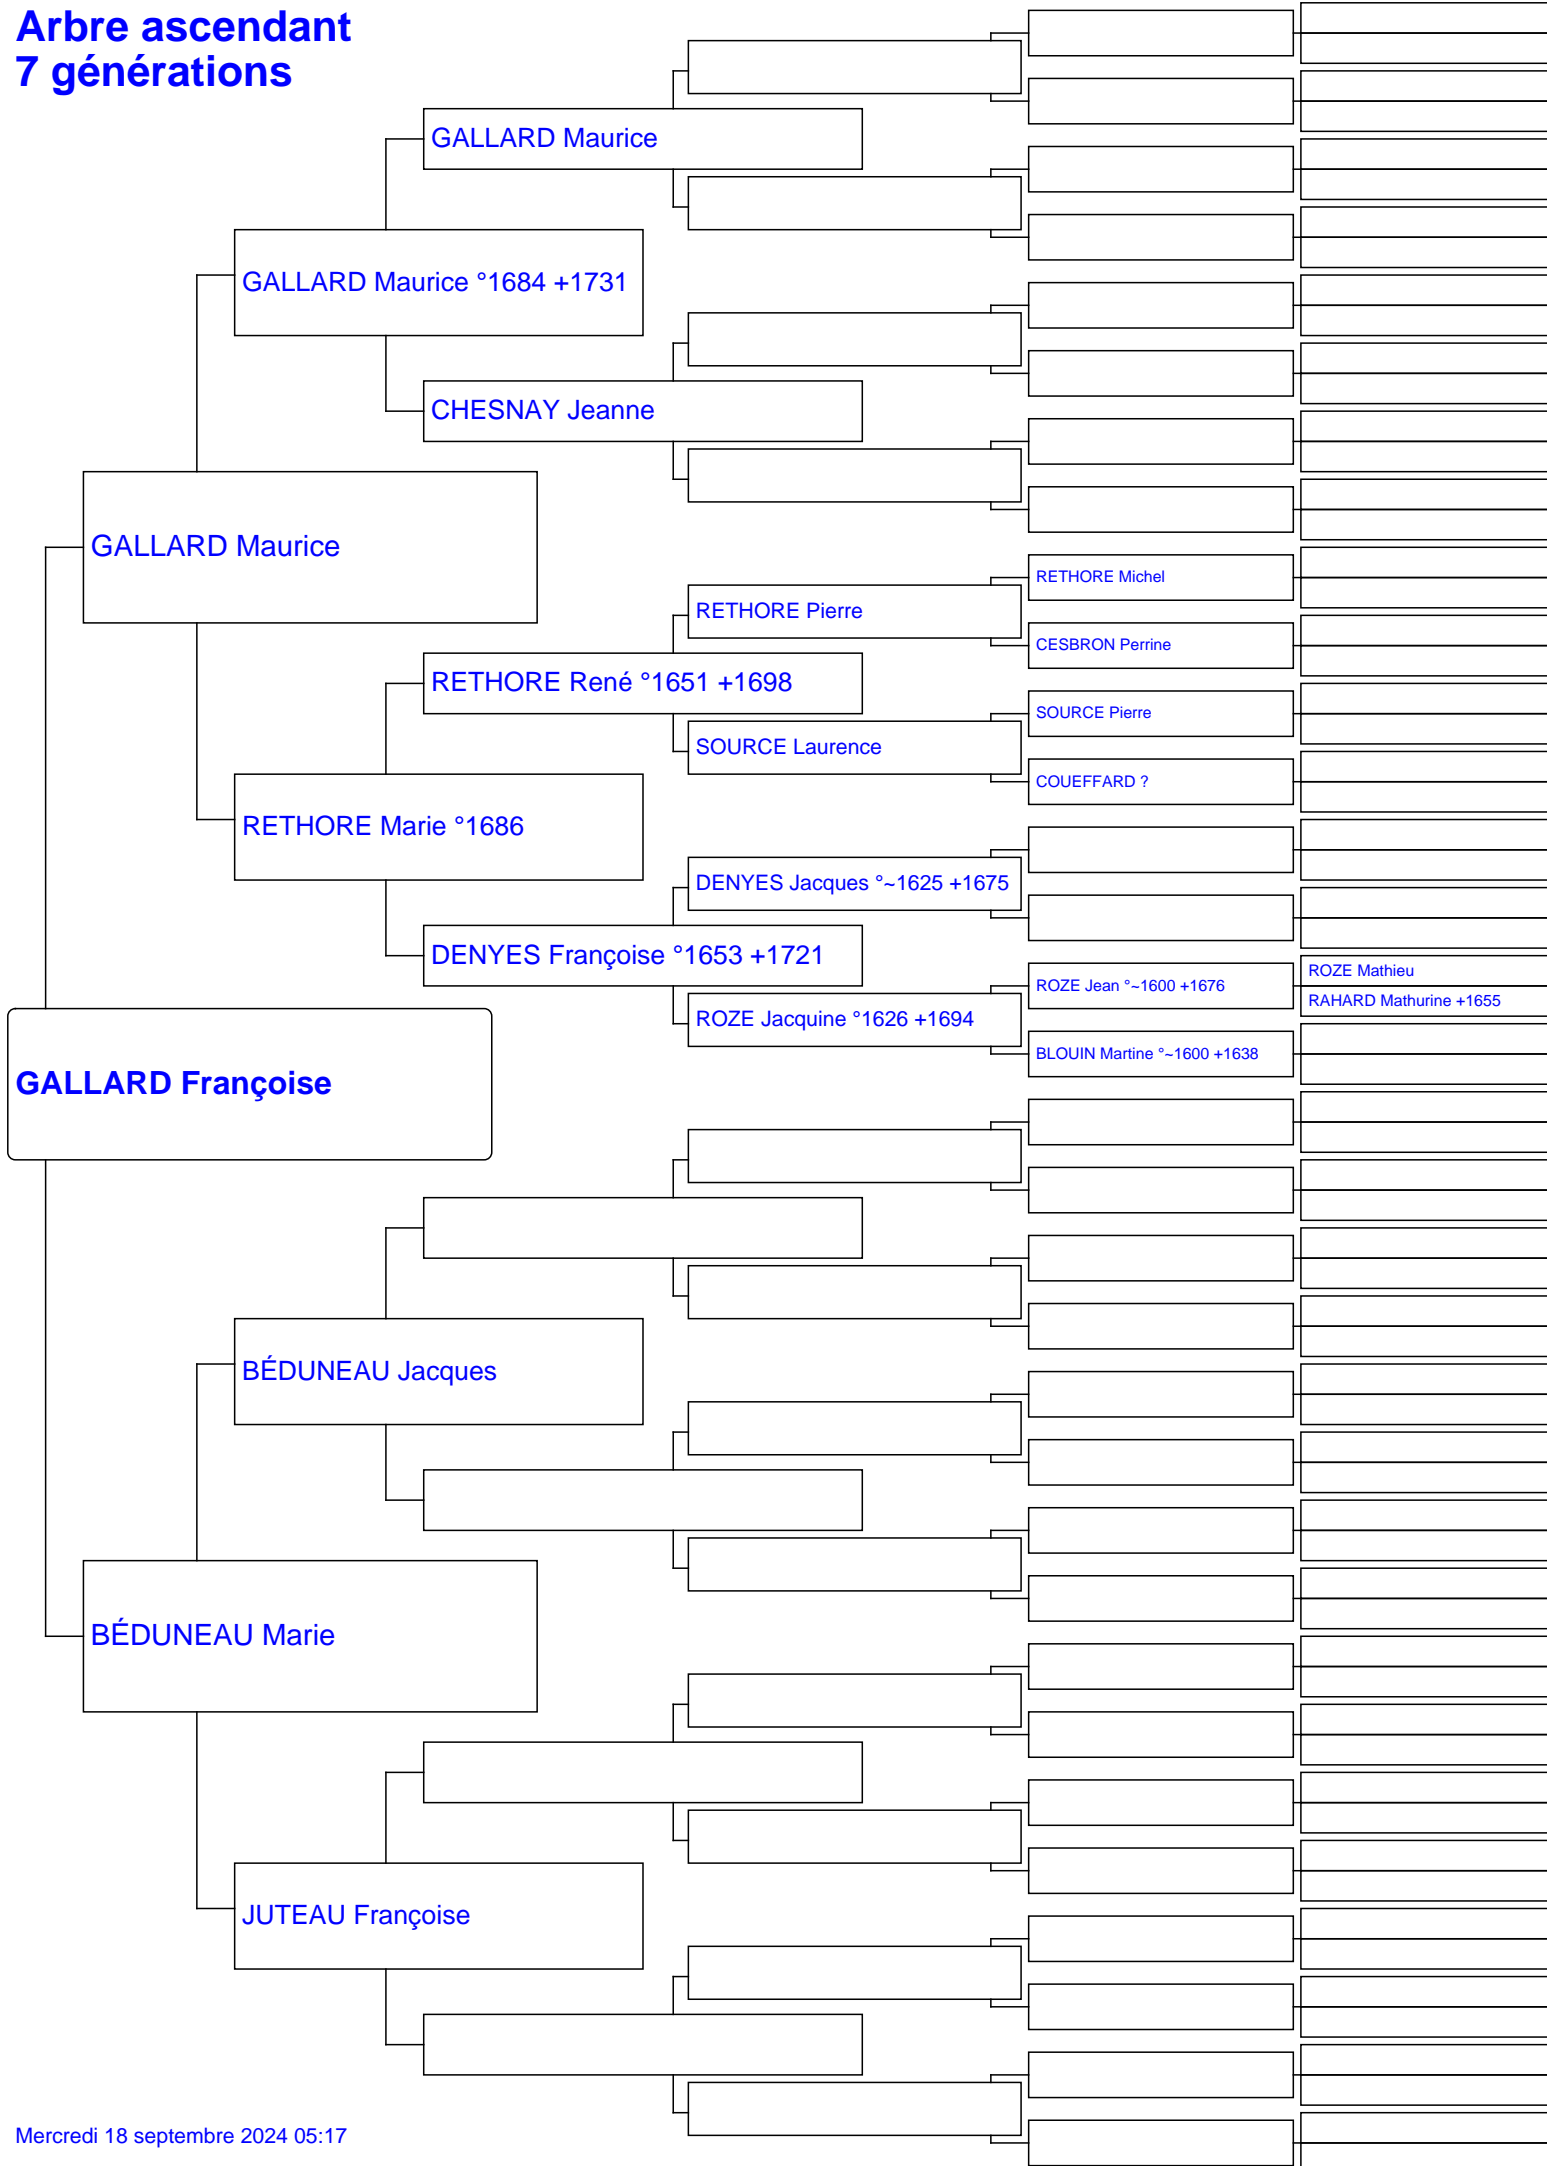 Arbre ascendant
7 générations
GALLARD Maurice
GALLARD Maurice °1684 +1731
CHESNAY Jeanne
GALLARD Maurice
RETHORE Michel
RETHORE Pierre
CESBRON Perrine
RETHORE René °1651 +1698
SOURCE Pierre
SOURCE Laurence
COUEFFARD ?
RETHORE Marie °1686
DENYES Jacques °~1625 +1675
DENYES Françoise °1653 +1721
ROZE Mathieu
ROZE Jean °~1600 +1676
RAHARD Mathurine +1655
ROZE Jacquine °1626 +1694
BLOUIN Martine °~1600 +1638
GALLARD Françoise
BÉDUNEAU Jacques
BÉDUNEAU Marie
JUTEAU Françoise
Mercredi 18 septembre 2024 05:17